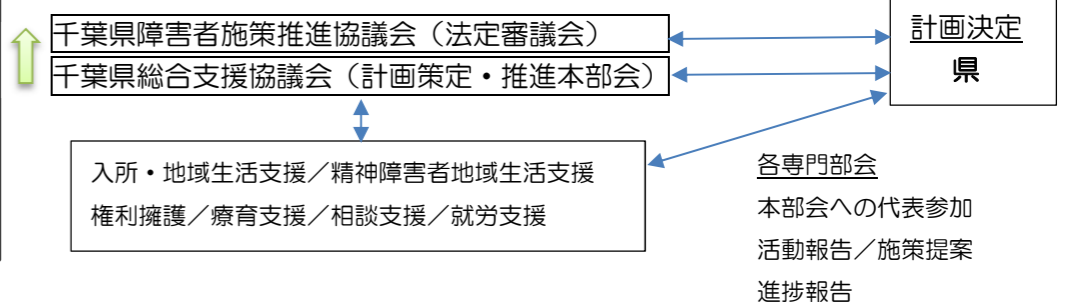 千葉県障害者施策推進協議会（法定審議会）
千葉県総合支援協議会（計画策定・推進本部会）
計画決定
県
入所・地域生活支援／精神障害者地域生活支援
権利擁護／療育支援／相談支援／就労支援
各専門部会
本部会への代表参加
活動報告／施策提案
進捗報告